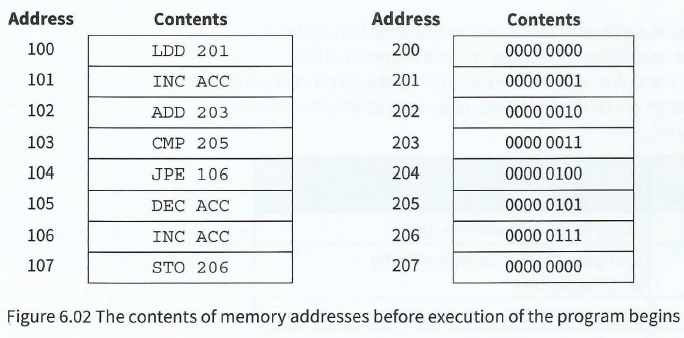 Address Contents Address Contents
100 LDD 201 200 0000 0000
101 INC ACC 201 0000 0001
102 ADD 203 202 0000 0010
103 CMP 205 203 0000 0011
104 JPE 106 204 0000 0100
105 DEC ACC 205 0000 0101
106 INC ACC 206 0000 0111
107 STO 206 207 0000 0000
Figure 6.02 The contents of memory addresses before execution of the program begins